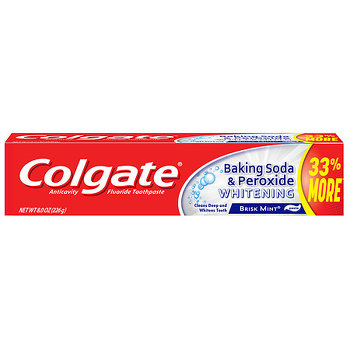 Colgate®
Anticavity Fluoride Toothpaste
NET WT 8.0 OZ (226g)
Baking Soda
& Peroxide
WHITENING
Cleans Deep and
Whitens Teeth
BRISK MINT®
33%
MORE